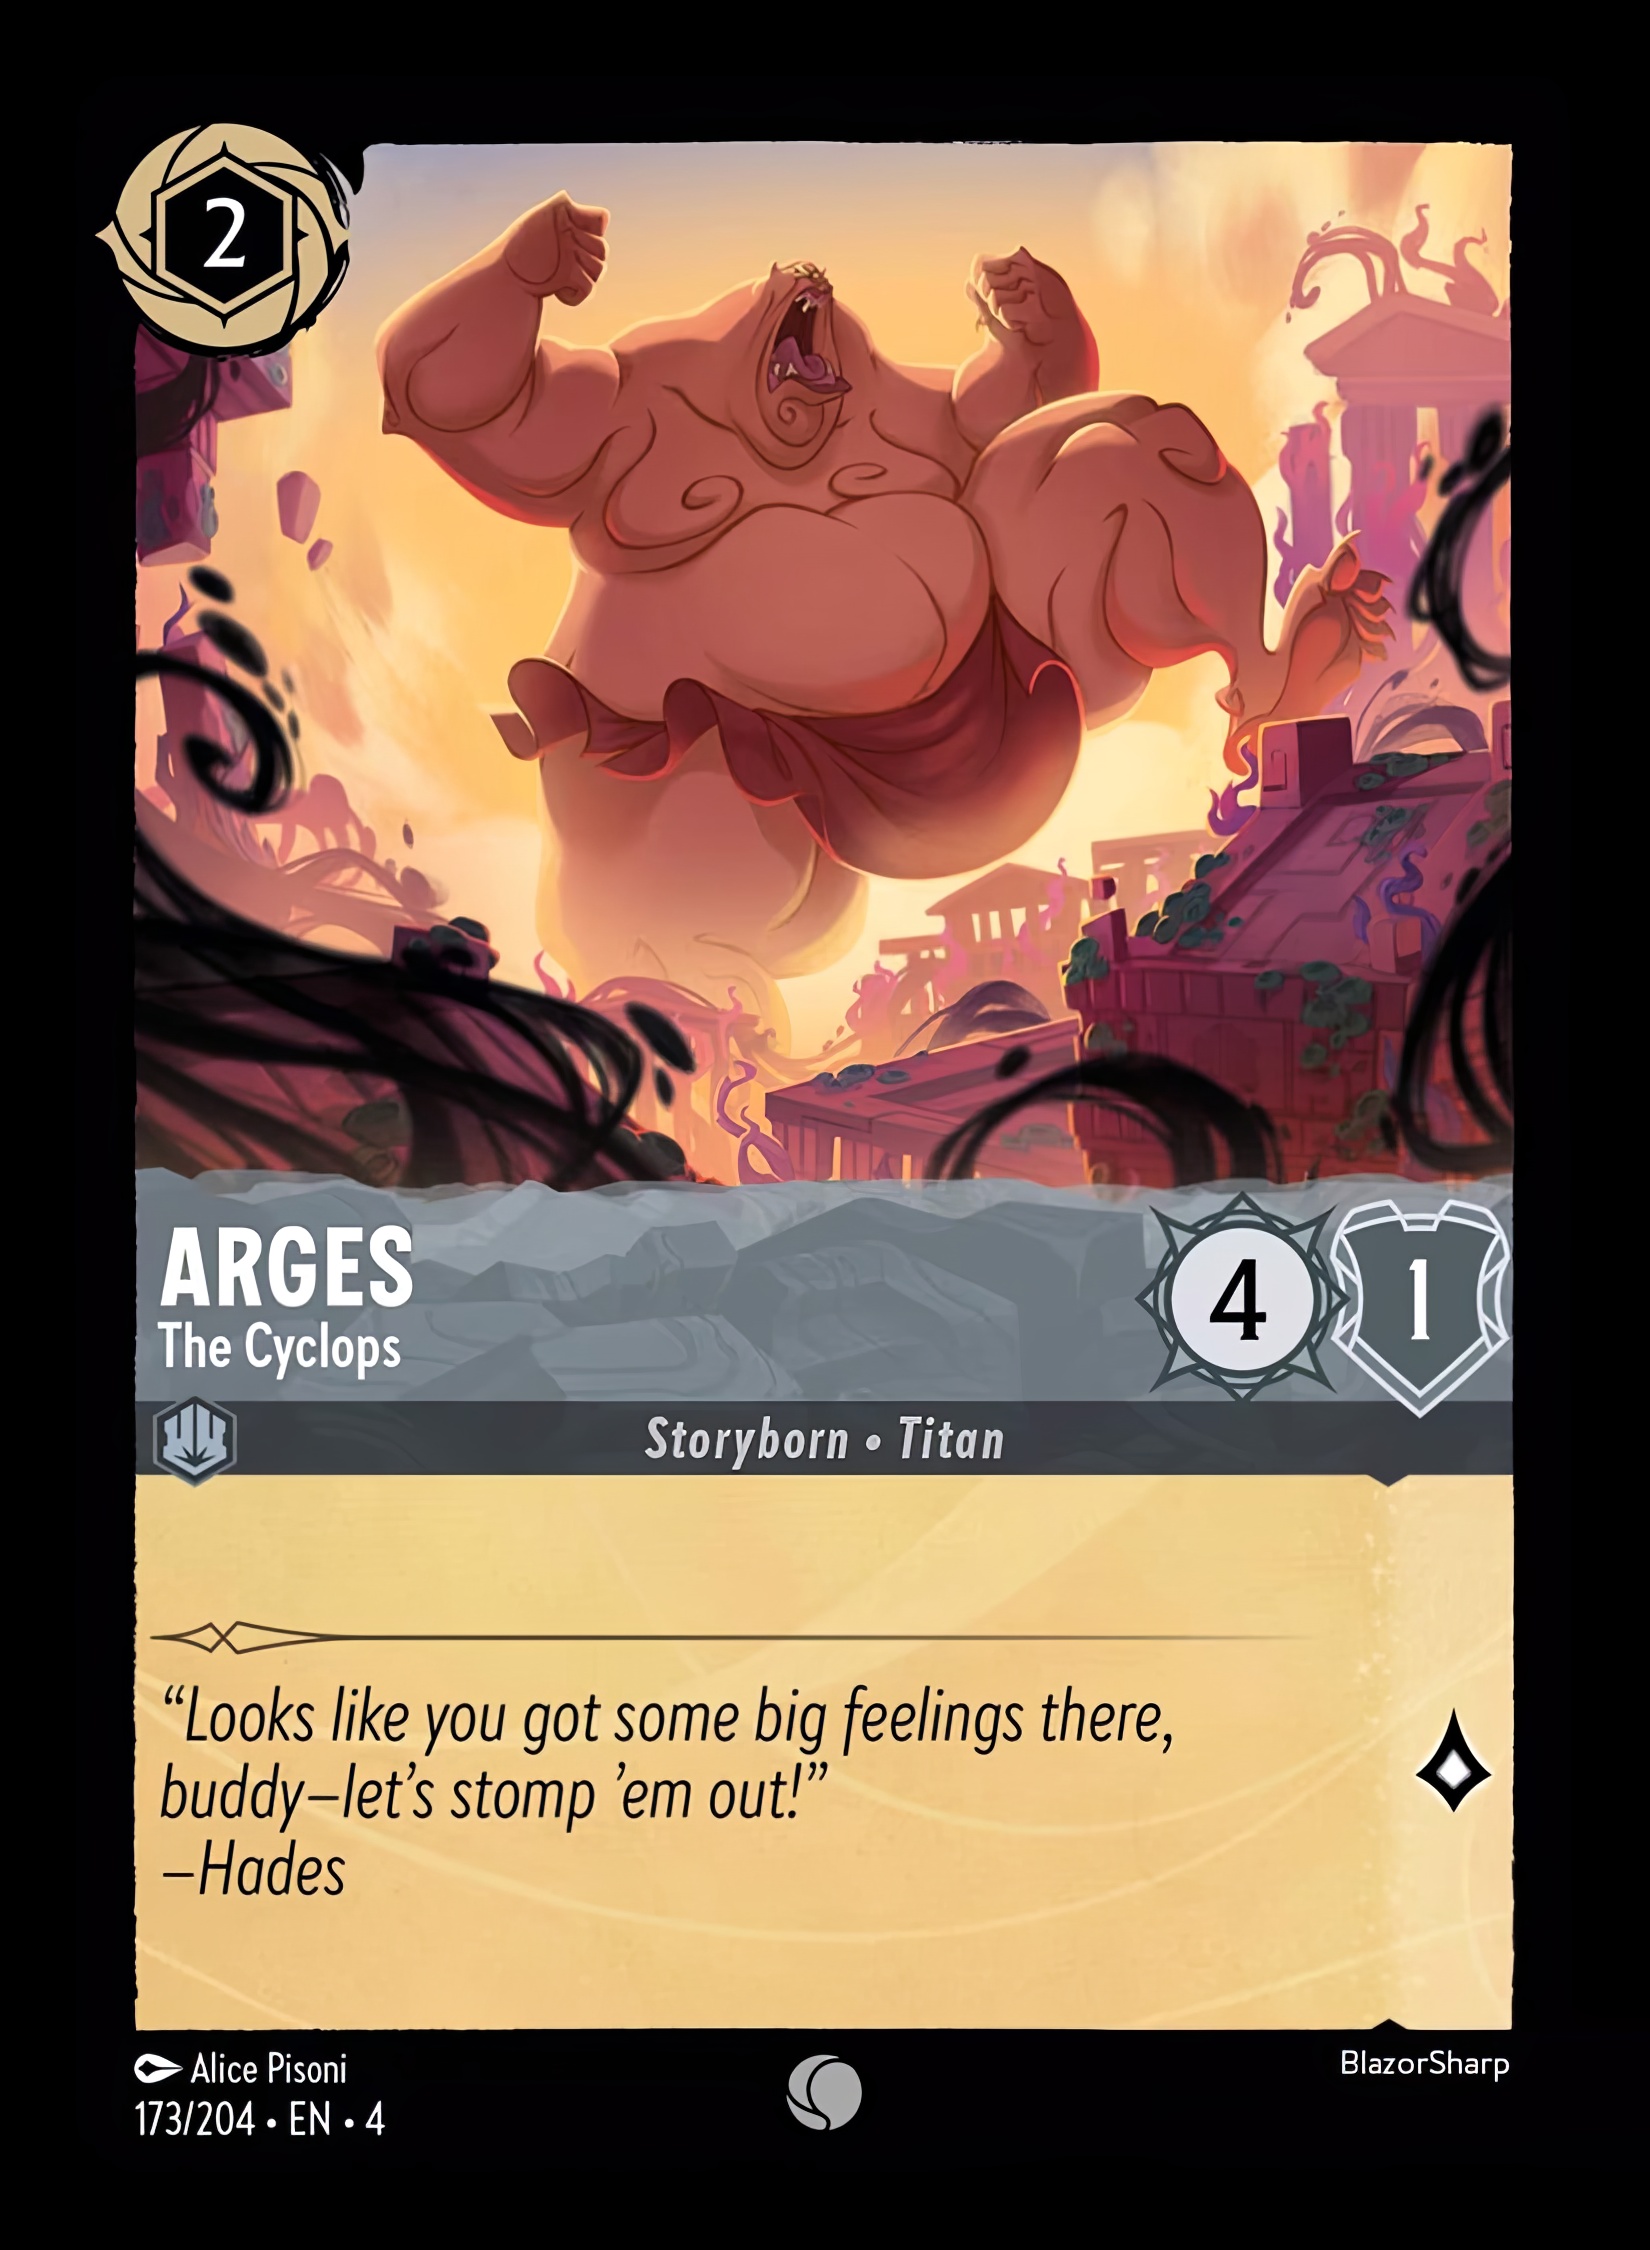 2
ARGES
The Cyclops
4 1
Storyborn • Titan
“Looks like you got some big feelings there,
buddy–let’s stomp ’em out!”
–Hades
Alice Pisoni
BlazorSharp
173/204 • EN • 4